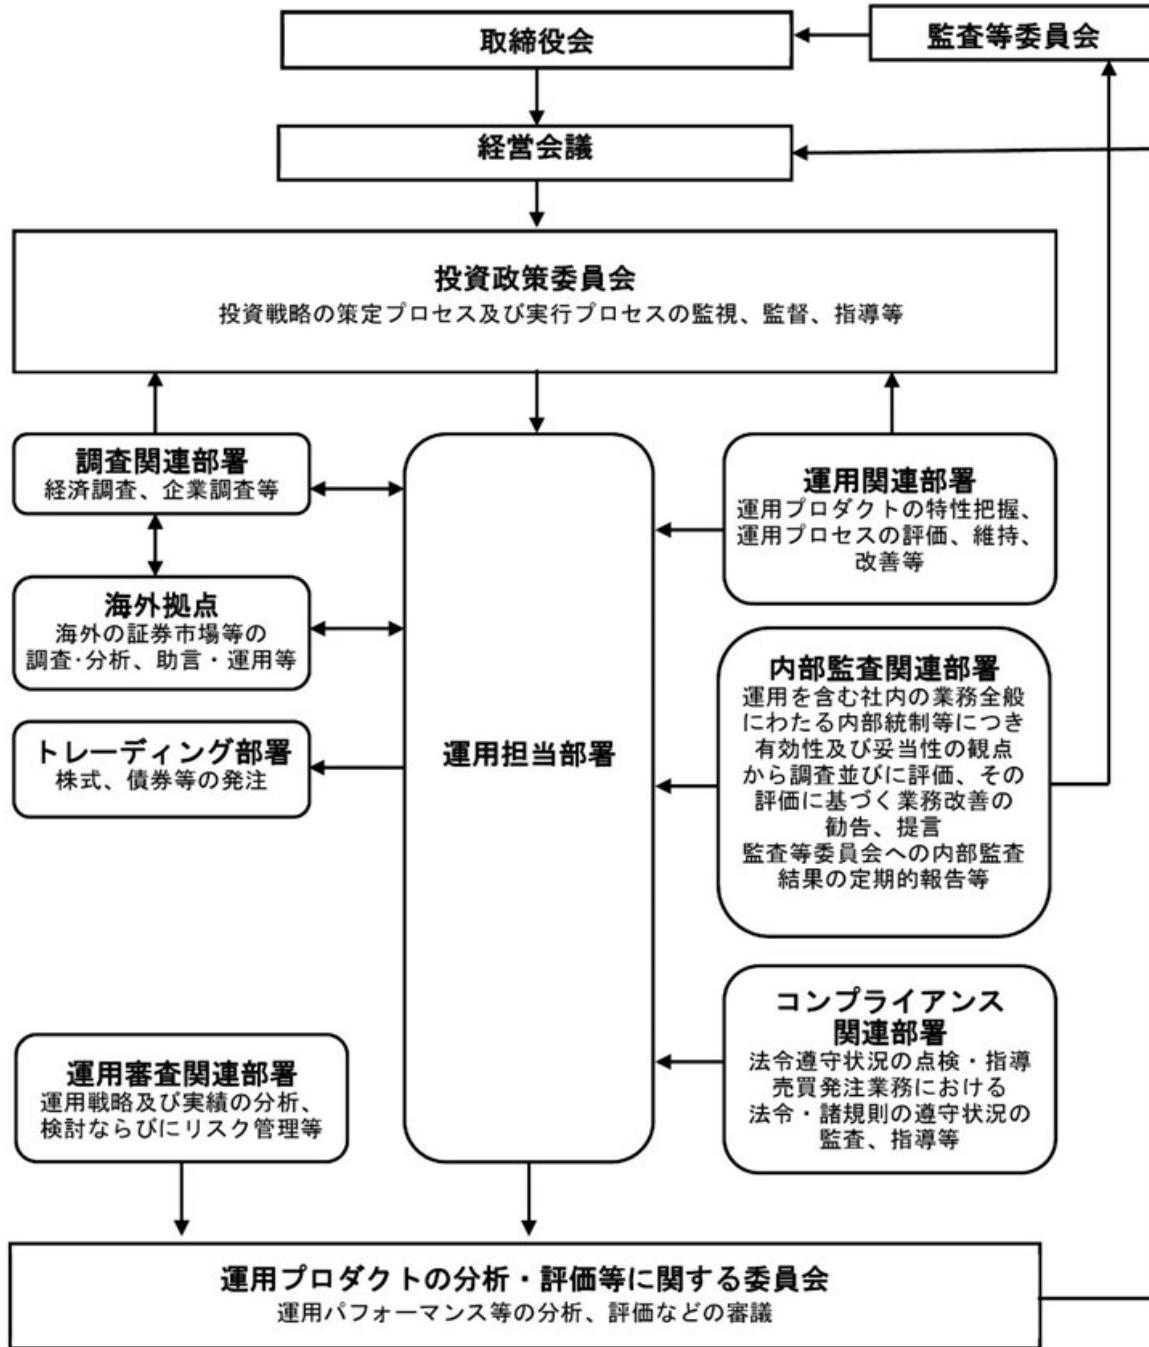 取締役会
監査等委員会
経営会議
投資政策委員会
投資戦略の策定プロセス及び実行プロセスの監視、監督、指導等
調査関連部署
経済調査、企業調査等
海外拠点
海外の証券市場等の
調査･分析、助言・運用等
トレーディング部署
株式、債券等の発注
運用担当部署
運用関連部署
運用プロダクトの特性把握、
運用プロセスの評価、維持、
改善等
内部監査関連部署
運用を含む社内の業務全般
にわたる内部統制等につき
有効性及び妥当性の観点
から調査並びに評価、その
評価に基づく業務改善の
勧告、提言
監査等委員会への内部監査
結果の定期的報告等
コンプライアンス
関連部署
法令遵守状況の点検・指導
売買発注業務における
法令・諸規則の遵守状況の
監査、指導等
運用審査関連部署
運用戦略及び実績の分析、
検討ならびにリスク管理等
運用プロダクトの分析・評価等に関する委員会
運用パフォーマンス等の分析、評価などの審議